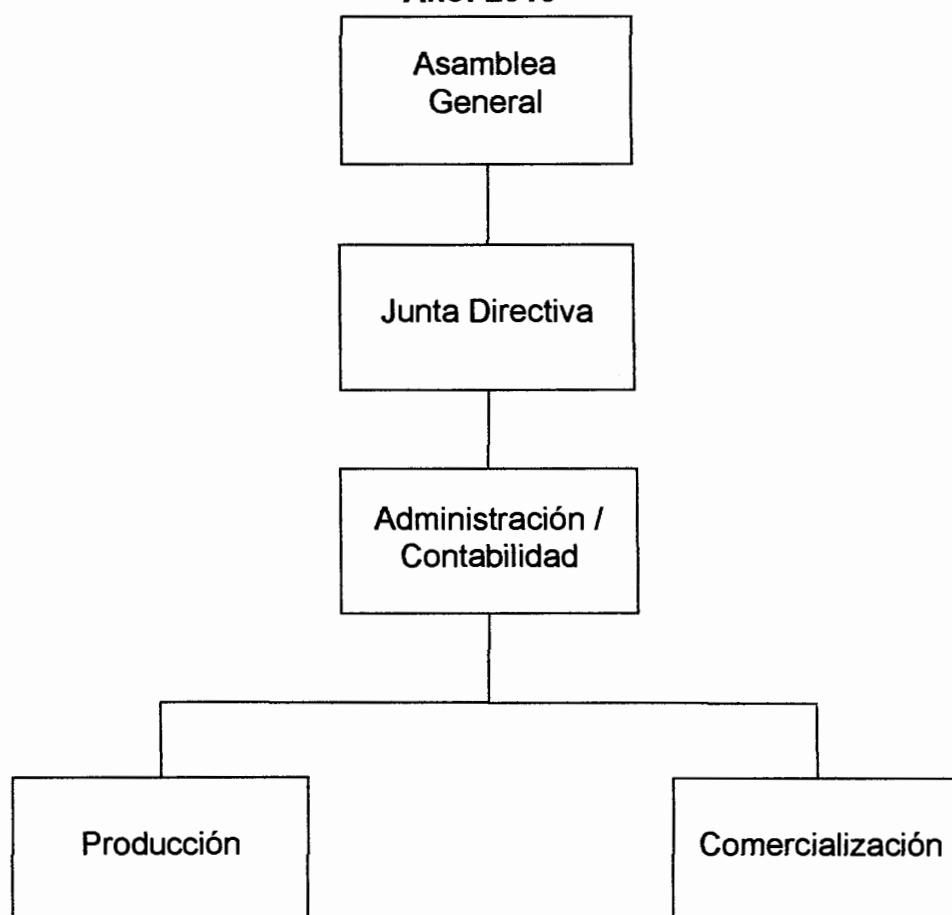 Asamblea
General
Junta Directiva
Administración /
Contabilidad
Producción
Comercialización